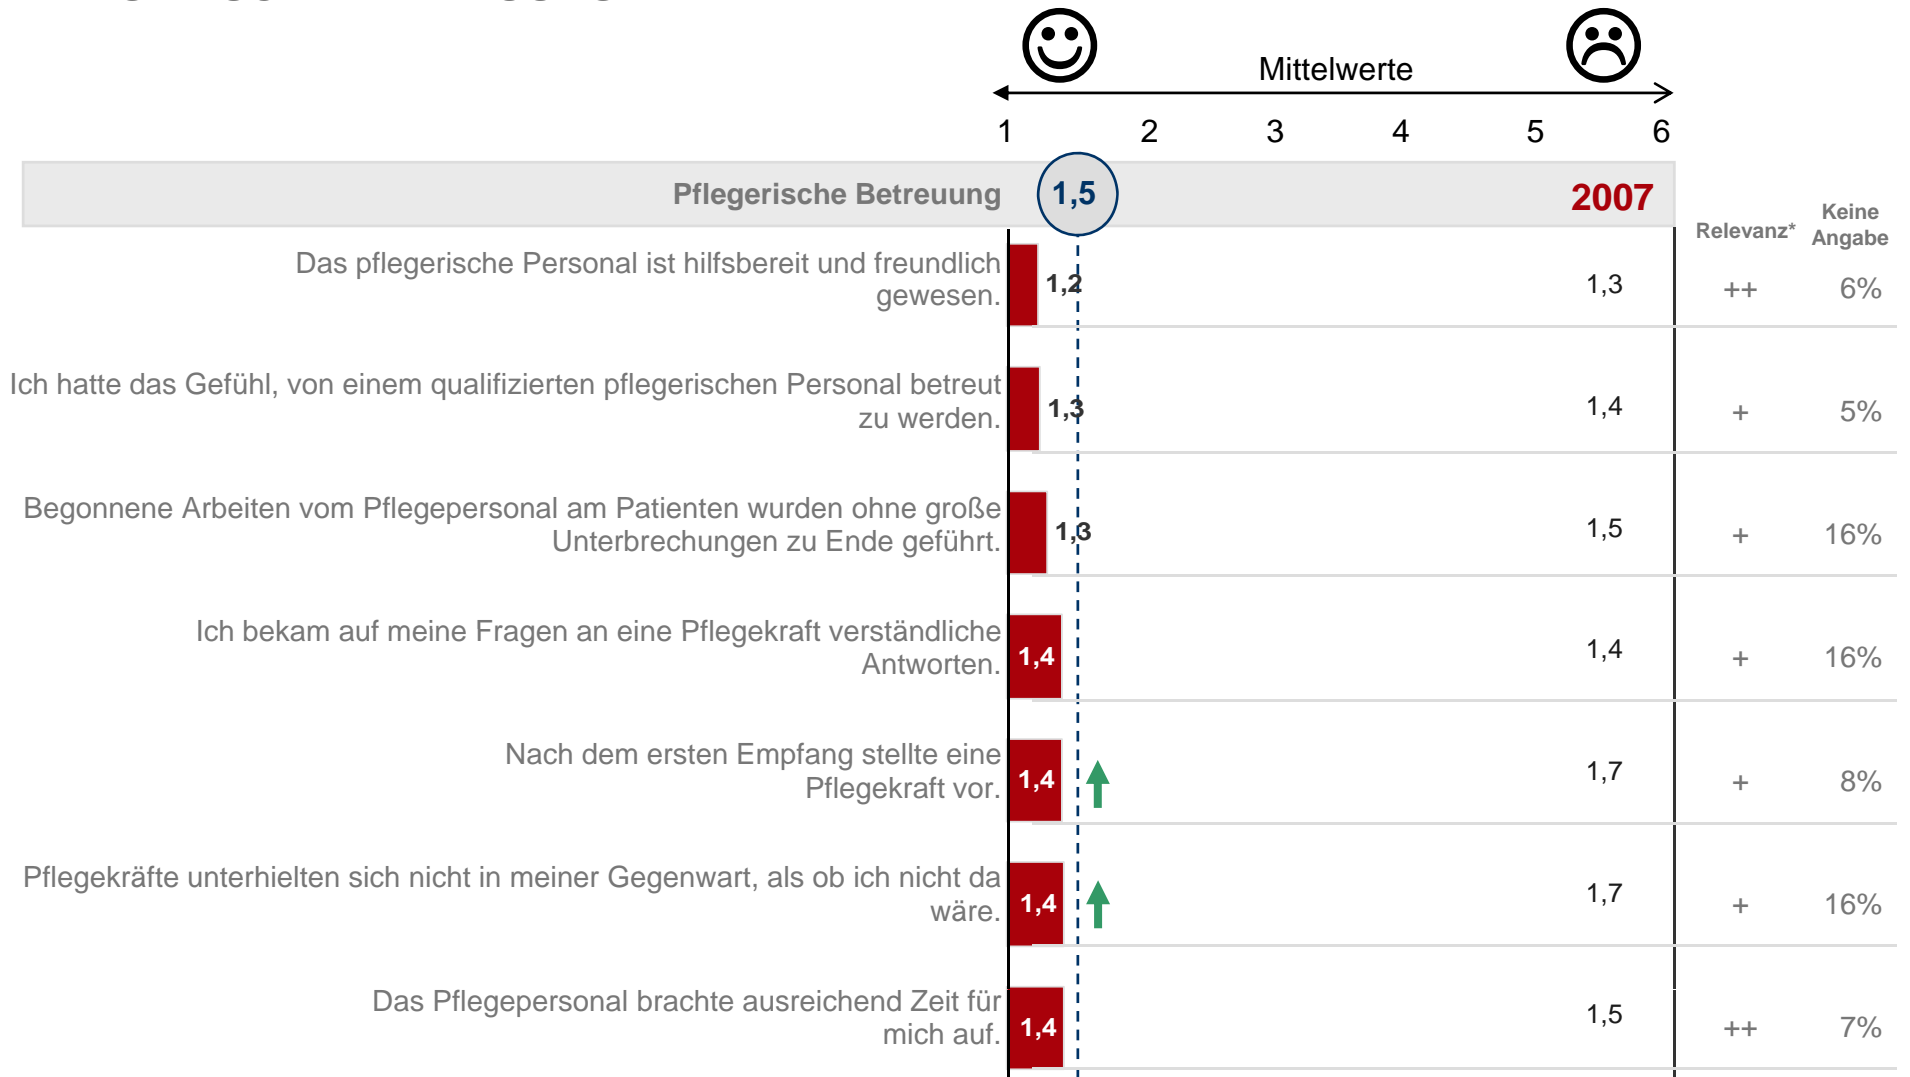 Mittelwerte
1 2 3 4 5 6
Pflegerische Betreuung 1,5 2007
Relevanz* Keine Angabe
Das pflegerische Personal ist hilfsbereit und freundlich
gewesen.
1,2 1,3 ++ 6%
Ich hatte das Gefühl, von einem qualifizierten pflegerischen Personal betreut
zu werden.
1,3 1,4 + 5%
Begonnene Arbeiten vom Pflegepersonal am Patienten wurden ohne große
Unterbrechungen zu Ende geführt.
1,3 1,5 + 16%
Ich bekam auf meine Fragen an eine Pflegekraft verständliche
Antworten.
1,4 1,4 + 16%
Nach dem ersten Empfang stellte eine
Pflegekraft vor.
1,4 1,7 + 8%
Pflegekräfte unterhielten sich nicht in meiner Gegenwart, als ob ich nicht da
wäre.
1,4 1,7 + 16%
Das Pflegepersonal brachte ausreichend Zeit für
mich auf.
1,4 1,5 ++ 7%